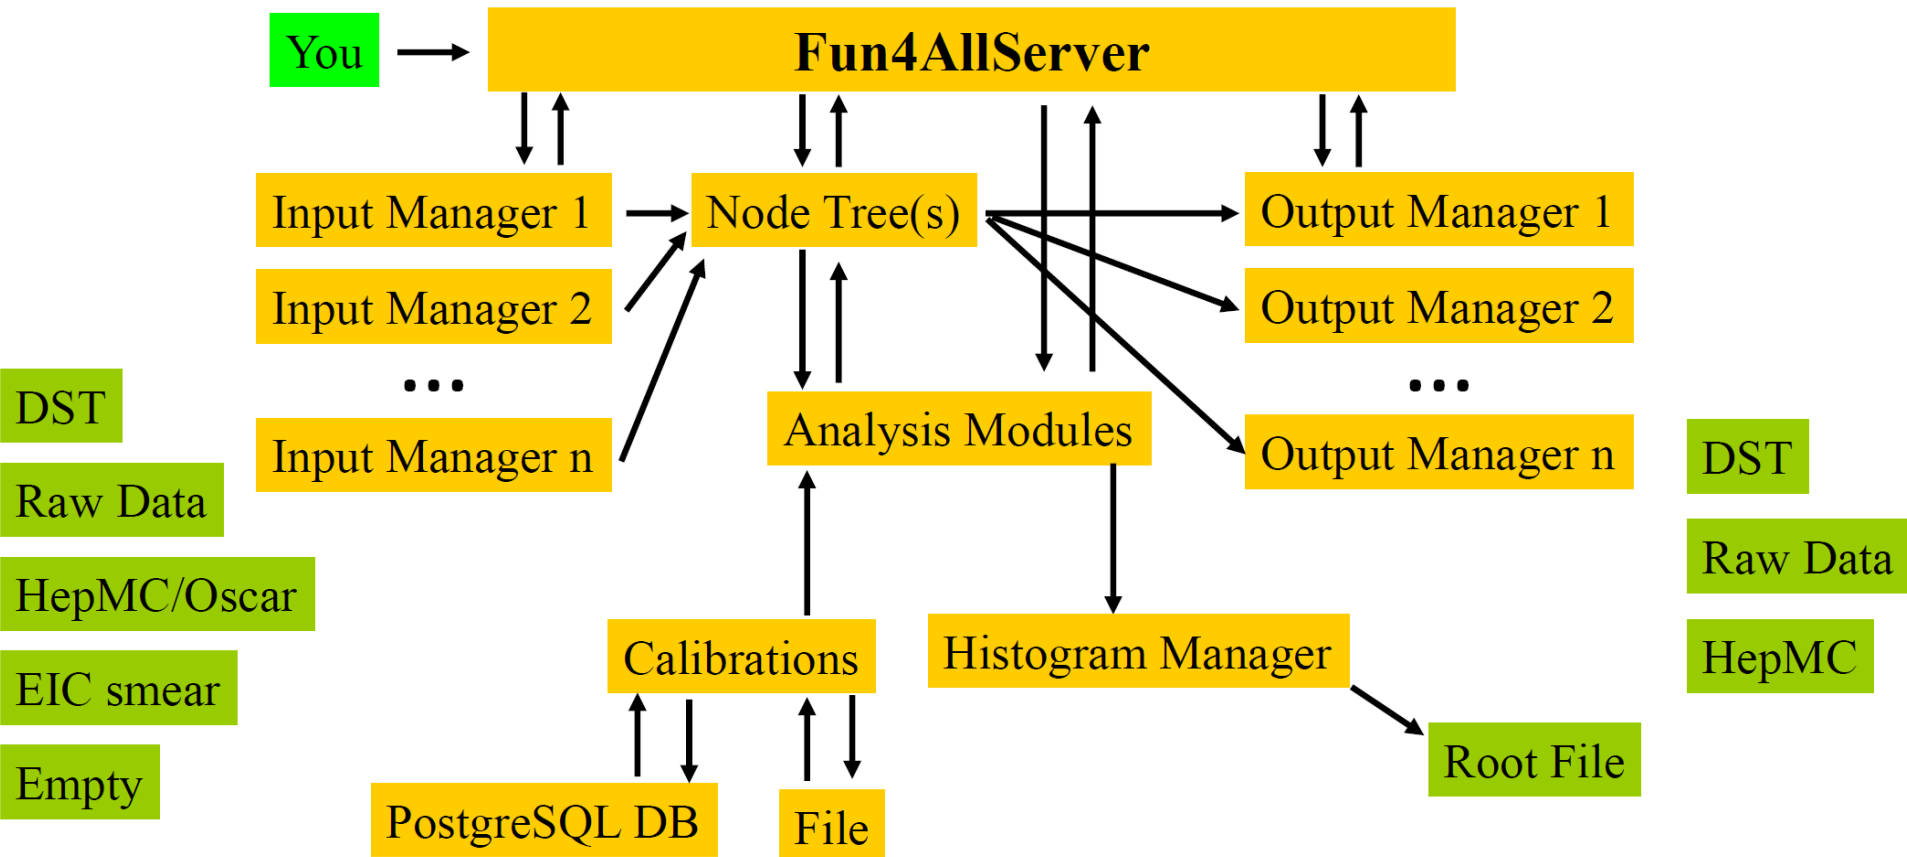 You
Fun4AllServer
Input Manager 1
Node Tree(s)
Output Manager 1
Input Manager 2
Output Manager 2
...
...
DST
Analysis Modules
Input Manager n
Output Manager n
DST
Raw Data
Raw Data
HepMC/Oscar
Calibrations
Histogram Manager
HepMC
EIC smear
Root File
Empty
PostgreSQL DB
File